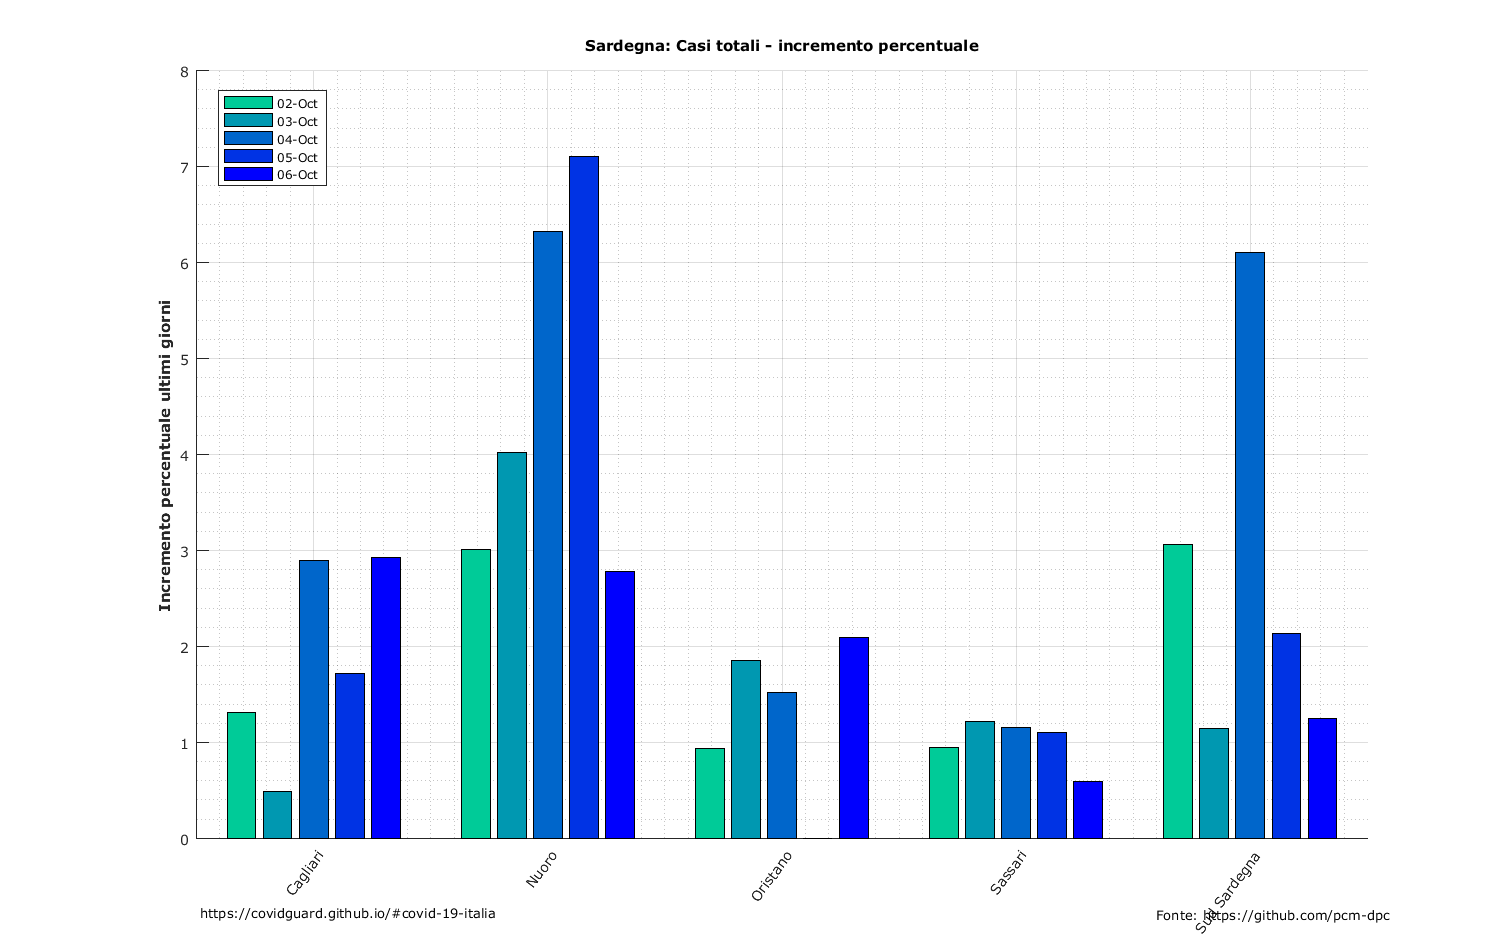 Sardegna: Casi totali - incremento percentuale
8
7
6
5
4
3
2
1
0
Incremento percentuale ultimi giorni
02-Oct
03-Oct
04-Oct
05-Oct
06-Oct
Cagliari
Nuoro
Oristano
Sassari
Sud Sardegna
https://covidguard.github.io/#covid-19-italia
Fonte: https://github.com/pcm-dpc